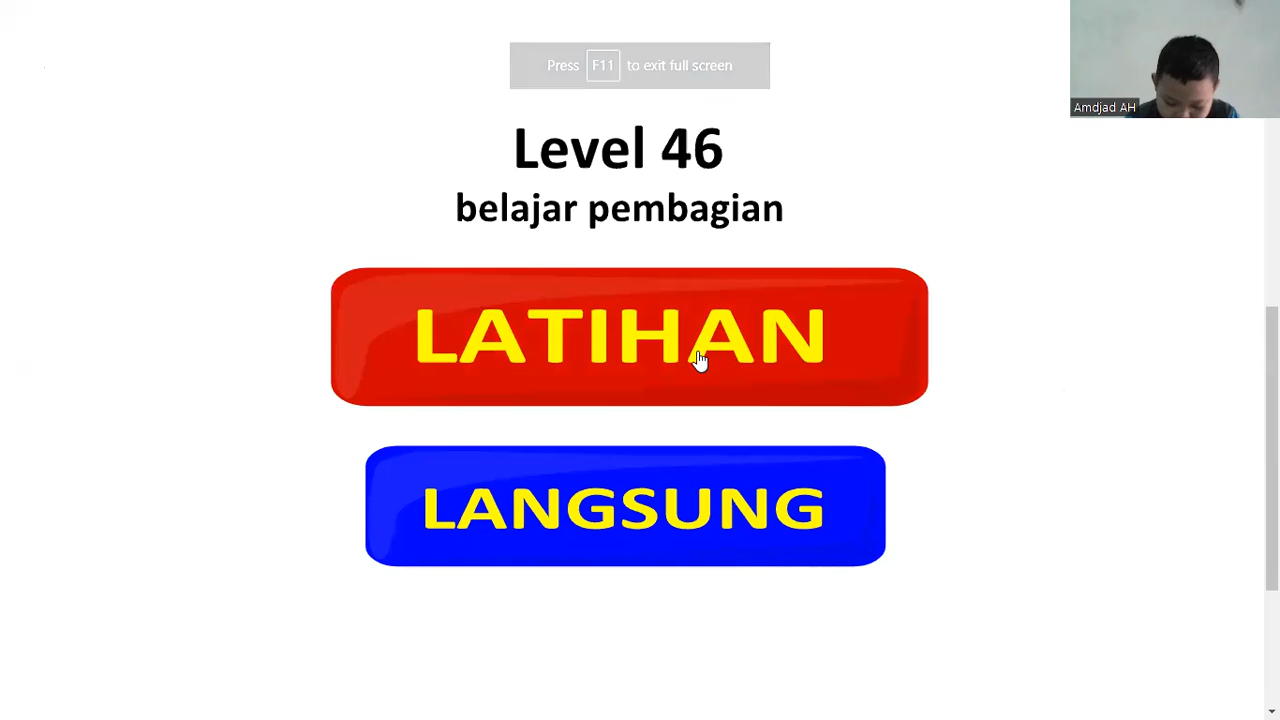 Press F11 to exit full screen
Amdjad AH
Level 46
belajar pembagian
LATIHAN
LANGSUNG